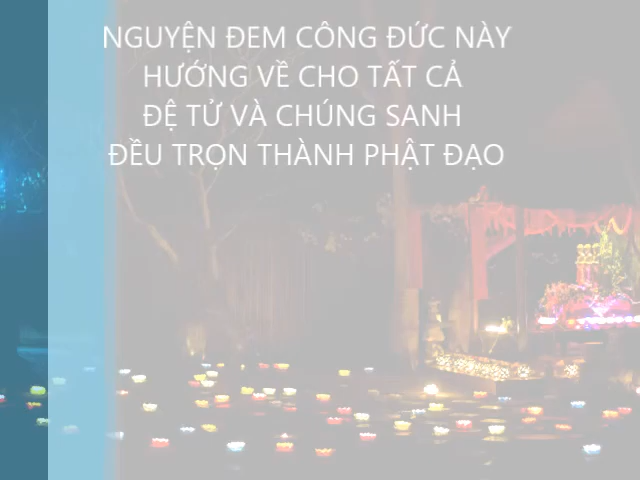 NGUYỆN ĐEM CÔNG ĐỨC NÀY
HƯỚNG VỀ CHO TẤT CẢ
ĐỆ TỬ VÀ CHÚNG SANH
ĐỀU TRỌN THÀNH PHẬT ĐẠO